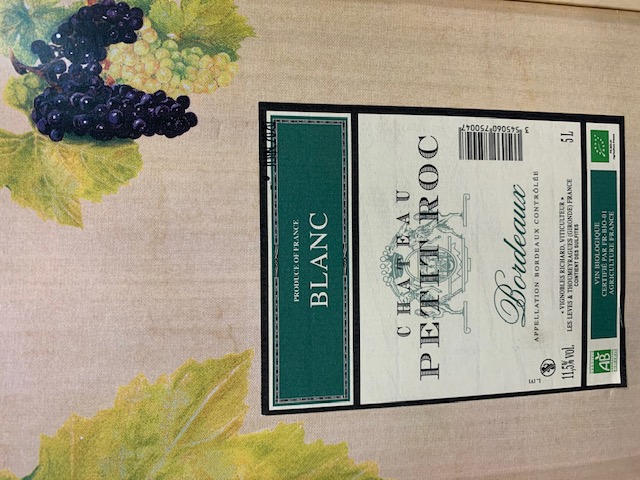 PRODUCE OF FRANCE
BLANC
CHATEAU
PETIT ROC
3 545060 750047
Bordeaux
APPELLATION BORDEAUX CONTRÔLÉE
• VIGNOBLES RICHARD, VITICULTEUR •
LES LEVES & THOUMEYRAGUES (GIRONDE) FRANCE
CONTIENT DES SULFITES
11,5% vol.
5 L
VIN BIOLOGIQUE
CERTIFIÉ PAR FR-BIO-01
AGRICULTURE FRANCE
AB